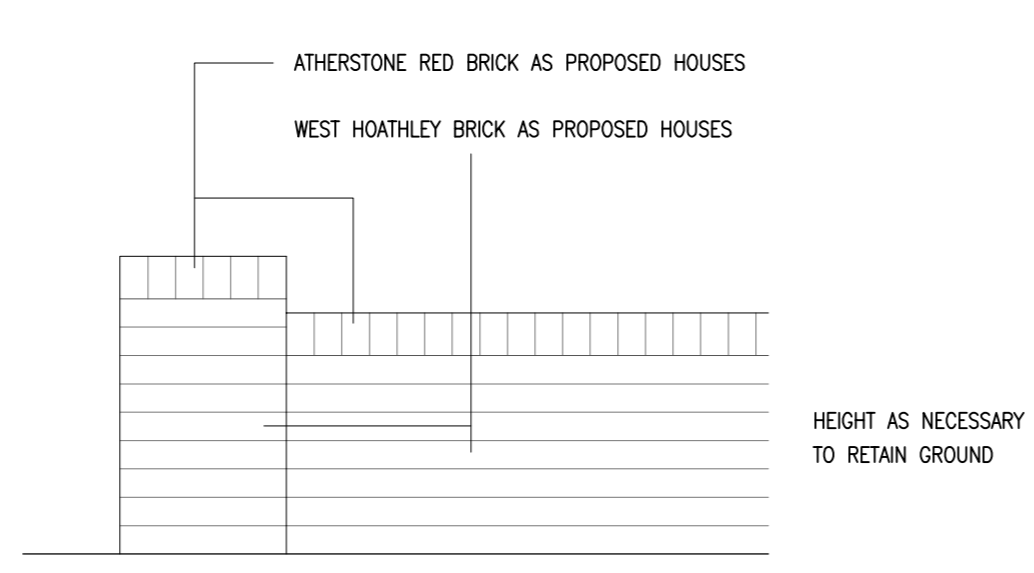 ATHERSTONE RED BRICK AS PROPOSED HOUSES
WEST HOATHLEY BRICK AS PROPOSED HOUSES
HEIGHT AS NECESSARY
TO RETAIN GROUND